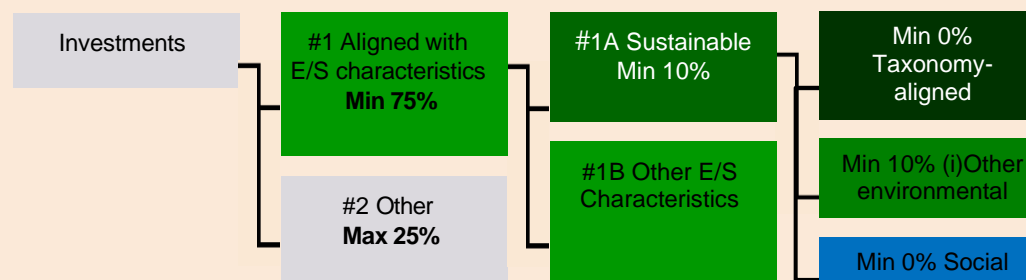 Investments
#1 Aligned with
E/S characteristics
Min 75%
#2 Other
Max 25%
#1A Sustainable
Min 10%
#1B Other E/S
Characteristics
Min 0%
Taxonomy-
aligned
Min 10% (i)Other
environmental
Min 0% Social